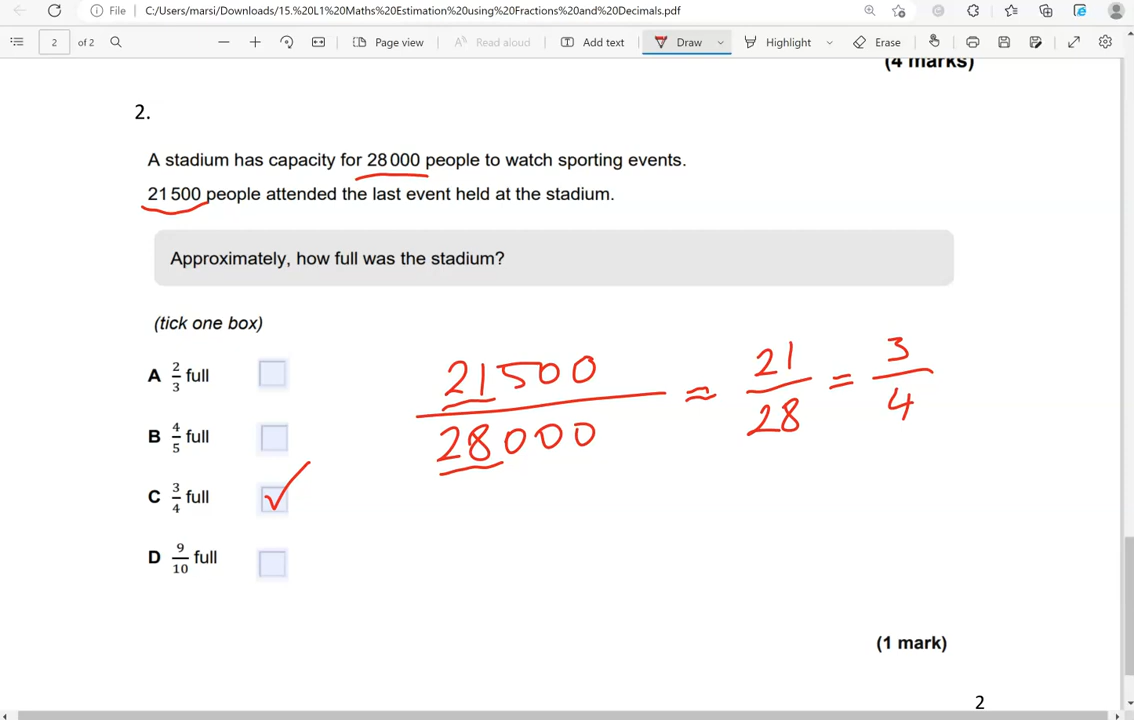 File C:/Users/marsi/Downloads/15.%20L1%20Maths%20Estimation%20using%20Fractions%20and%20Decimals.pdf
2 of 2 Page view Read aloud Add text Draw Highlight Erase
(4 marks)
2.
A stadium has capacity for 28 000 people to watch sporting events.
21 500 people attended the last event held at the stadium.
Approximately, how full was the stadium?
(tick one box)
A 2/3 full
B 4/5 full
C 3/4 full ✓
D 9/10 full
21500/28000 ≈ 21/28 = 3/4
(1 mark)
2